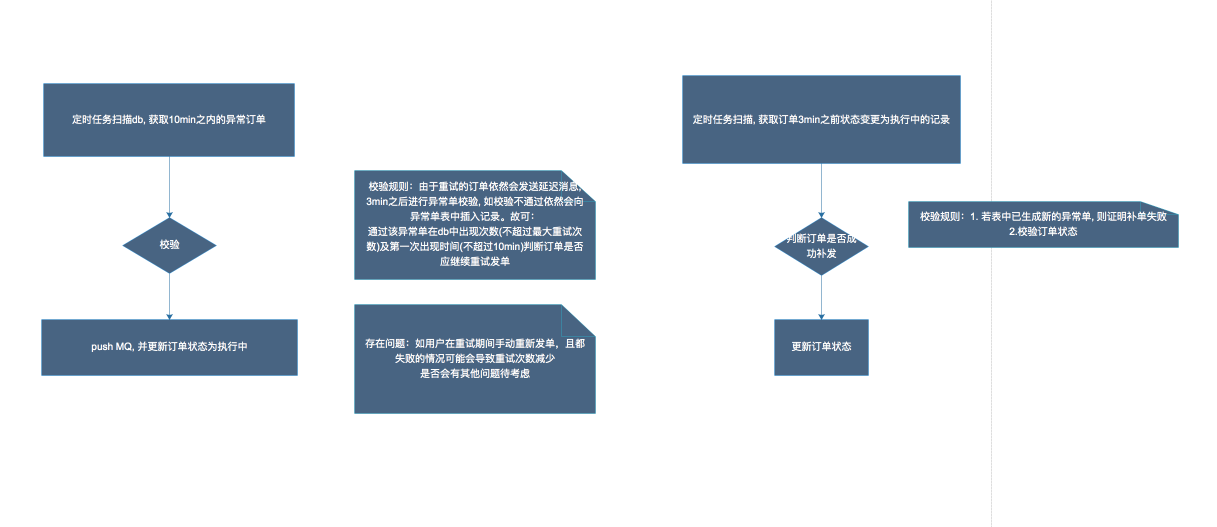 定时任务扫描db, 获取10min之内的异常订单
校验
push MQ, 并更新订单状态为执行中
校验规则：由于重试的订单依然会发送延迟消息,
3min之后进行异常单校验, 如校验不通过依然会向
异常单表中插入记录。故可：
通过该异常单在db中出现次数(不超过最大重试次
数)及第一次出现时间(不超过10min)判断订单是否
应继续重试发单
存在问题：如用户在重试期间手动重新发单，且都
失败的情况可能会导致重试次数减少
是否会有其他问题待考虑
定时任务扫描, 获取订单3min之前状态变更为执行中的记录
判断订单是否成
功补发
更新订单状态
校验规则：1. 若表中已生成新的异常单, 则证明补单失败
2.校验订单状态